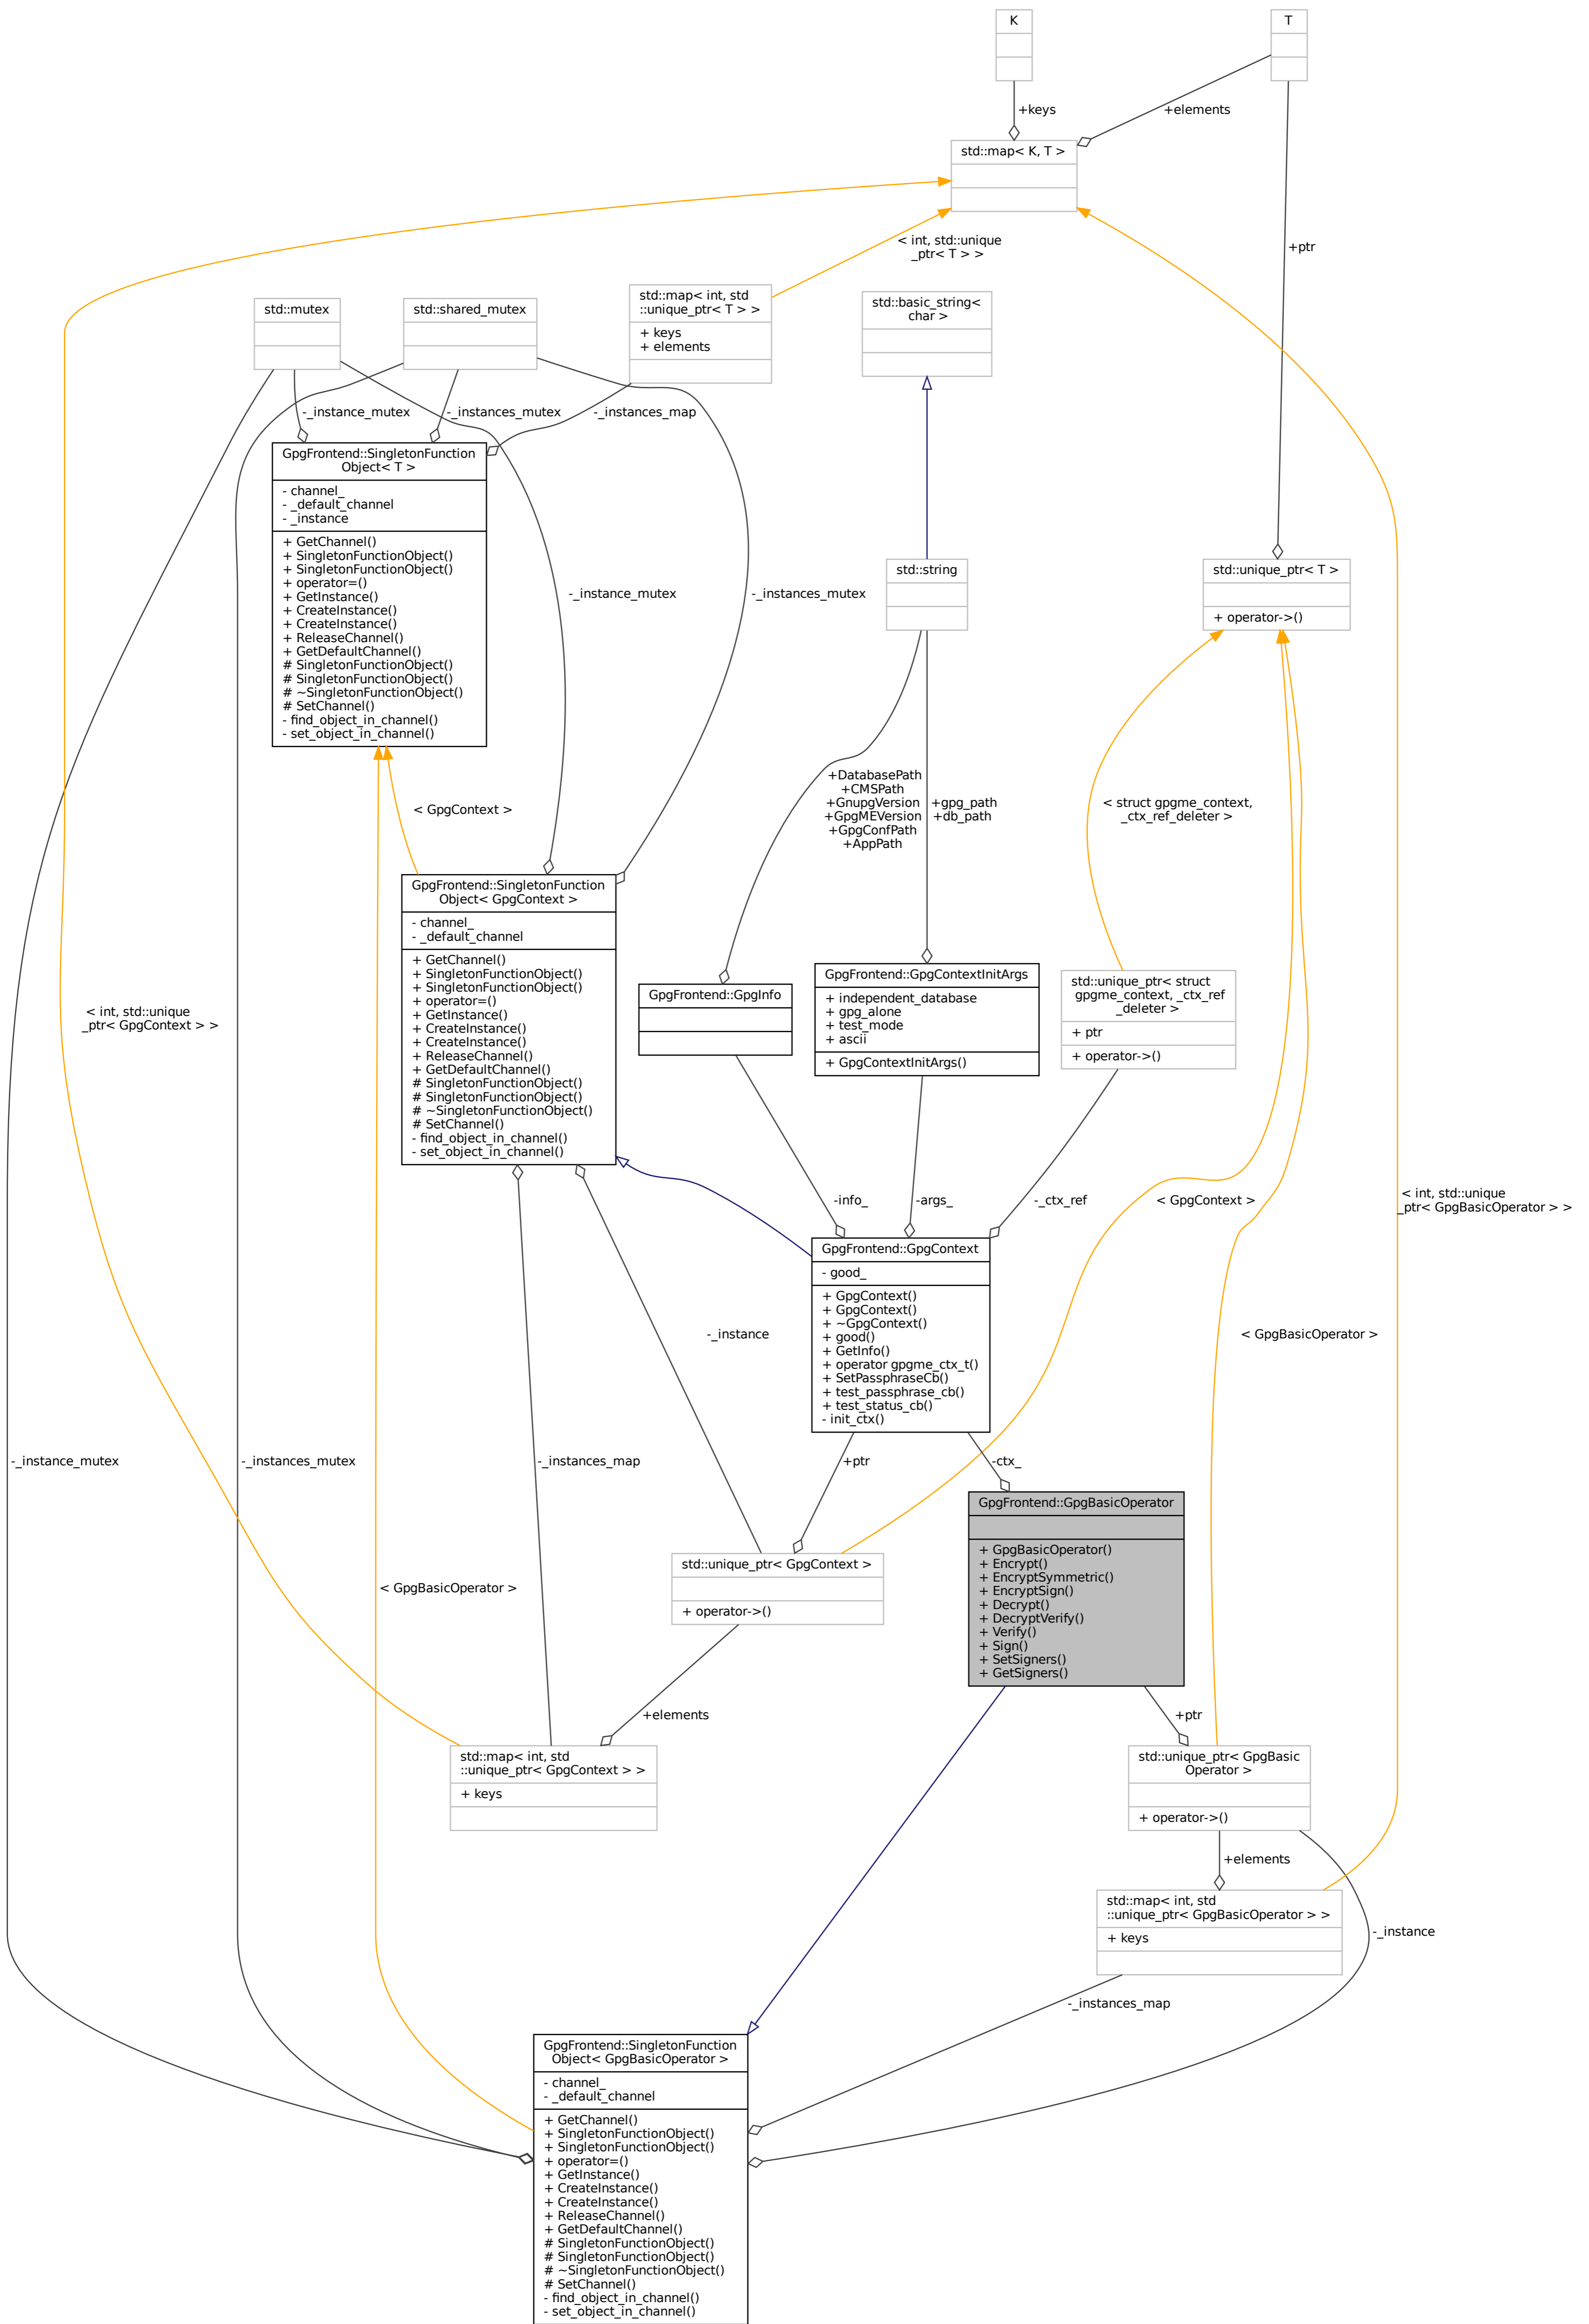 K
T
+keys
+elements
std::map< K, T >
< int, std::unique
_ptr< T > >
+ptr
std::mutex
std::shared_mutex
std::map< int, std
::unique_ptr< T > >
+ keys
+ elements
std::basic_string<
char >
-_instance_mutex
-_instances_mutex
-_instances_map
GpgFrontend::SingletonFunction
Object< T >
- channel_
- _default_channel
- _instance
+ GetChannel()
+ SingletonFunctionObject()
+ SingletonFunctionObject()
+ operator=()
+ GetInstance()
+ CreateInstance()
+ CreateInstance()
+ ReleaseChannel()
+ GetDefaultChannel()
# SingletonFunctionObject()
# SingletonFunctionObject()
# ~SingletonFunctionObject()
# SetChannel()
- find_object_in_channel()
- set_object_in_channel()
-_instance_mutex
-_instances_mutex
std::string
std::unique_ptr< T >
+ operator->()
< GpgContext >
+DatabasePath
+CMSPath
+GnupgVersion
+GpgMEVersion
+GpgConfPath
+AppPath
+gpg_path
+db_path
< struct gpgme_context,
_ctx_ref_deleter >
GpgFrontend::SingletonFunction
Object< GpgContext >
- channel_
- _default_channel
+ GetChannel()
+ SingletonFunctionObject()
+ SingletonFunctionObject()
+ operator=()
+ GetInstance()
+ CreateInstance()
+ CreateInstance()
+ ReleaseChannel()
+ GetDefaultChannel()
# SingletonFunctionObject()
# SingletonFunctionObject()
# ~SingletonFunctionObject()
# SetChannel()
- find_object_in_channel()
- set_object_in_channel()
< int, std::unique
_ptr< GpgContext > >
GpgFrontend::GpgInfo
GpgFrontend::GpgContextInitArgs
+ independent_database
+ gpg_alone
+ test_mode
+ ascii
+ GpgContextInitArgs()
std::unique_ptr< struct
gpgme_context, _ctx_ref
_deleter >
+ ptr
+ operator->()
-info_
-args_
-_ctx_ref
< GpgContext >
< int, std::unique
_ptr< GpgBasicOperator > >
GpgFrontend::GpgContext
- good_
+ GpgContext()
+ GpgContext()
+ ~GpgContext()
+ good()
+ GetInfo()
+ operator gpgme_ctx_t()
+ SetPassphraseCb()
+ test_passphrase_cb()
+ test_status_cb()
- init_ctx()
-_instance
< GpgBasicOperator >
-_instance_mutex
-_instances_mutex
-_instances_map
+ptr
-ctx_
GpgFrontend::GpgBasicOperator
+ GpgBasicOperator()
+ Encrypt()
+ EncryptSymmetric()
+ EncryptSign()
+ Decrypt()
+ DecryptVerify()
+ Verify()
+ Sign()
+ SetSigners()
+ GetSigners()
< GpgBasicOperator >
std::unique_ptr< GpgContext >
+ operator->()
+elements
+ptr
std::map< int, std
::unique_ptr< GpgContext > >
+ keys
std::unique_ptr< GpgBasic
Operator >
+ operator->()
+elements
std::map< int, std
::unique_ptr< GpgBasicOperator > >
+ keys
-_instance
-_instances_map
GpgFrontend::SingletonFunction
Object< GpgBasicOperator >
- channel_
- _default_channel
+ GetChannel()
+ SingletonFunctionObject()
+ SingletonFunctionObject()
+ operator=()
+ GetInstance()
+ CreateInstance()
+ CreateInstance()
+ ReleaseChannel()
+ GetDefaultChannel()
# SingletonFunctionObject()
# SingletonFunctionObject()
# ~SingletonFunctionObject()
# SetChannel()
- find_object_in_channel()
- set_object_in_channel()